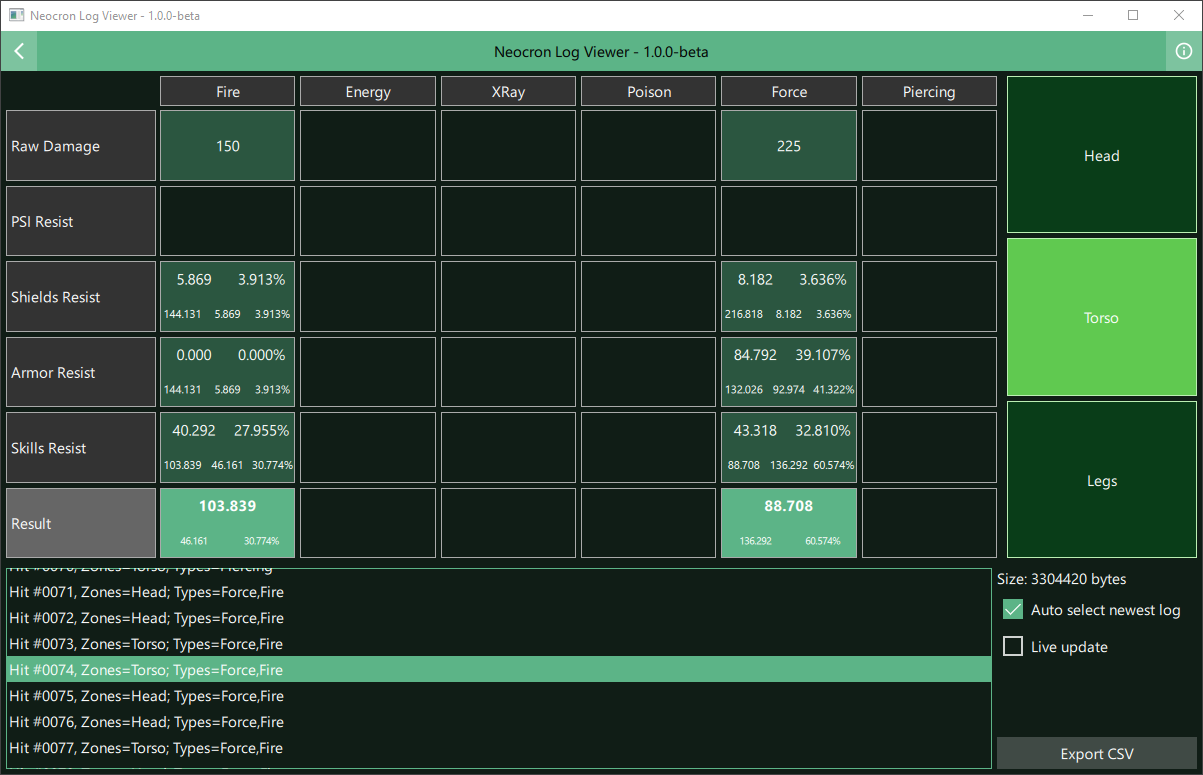 Neocron Log Viewer - 1.0.0-beta
Neocron Log Viewer - 1.0.0-beta
Fire Energy XRay Poison Force Piercing
Raw Damage 150 225
PSI Resist
Shields Resist 5.869 3.913% 8.182 3.636%
144.131 5.869 3.913% 216.818 8.182 3.636%
Armor Resist 0.000 0.000% 84.792 39.107%
144.131 5.869 3.913% 132.026 92.974 41.322%
Skills Resist 40.292 27.955% 43.318 32.810%
103.839 46.161 30.774% 88.708 136.292 60.574%
Result 103.839 88.708
46.161 30.774% 136.292 60.574%
Head
Torso
Legs
Hit #0070, Zones=Torso; Types=Piercing
Hit #0071, Zones=Head; Types=Force,Fire
Hit #0072, Zones=Head; Types=Force,Fire
Hit #0073, Zones=Torso; Types=Force,Fire
Hit #0074, Zones=Torso; Types=Force,Fire
Hit #0075, Zones=Head; Types=Force,Fire
Hit #0076, Zones=Head; Types=Force,Fire
Hit #0077, Zones=Torso; Types=Force,Fire
Size: 3304420 bytes
Auto select newest log
Live update
Export CSV